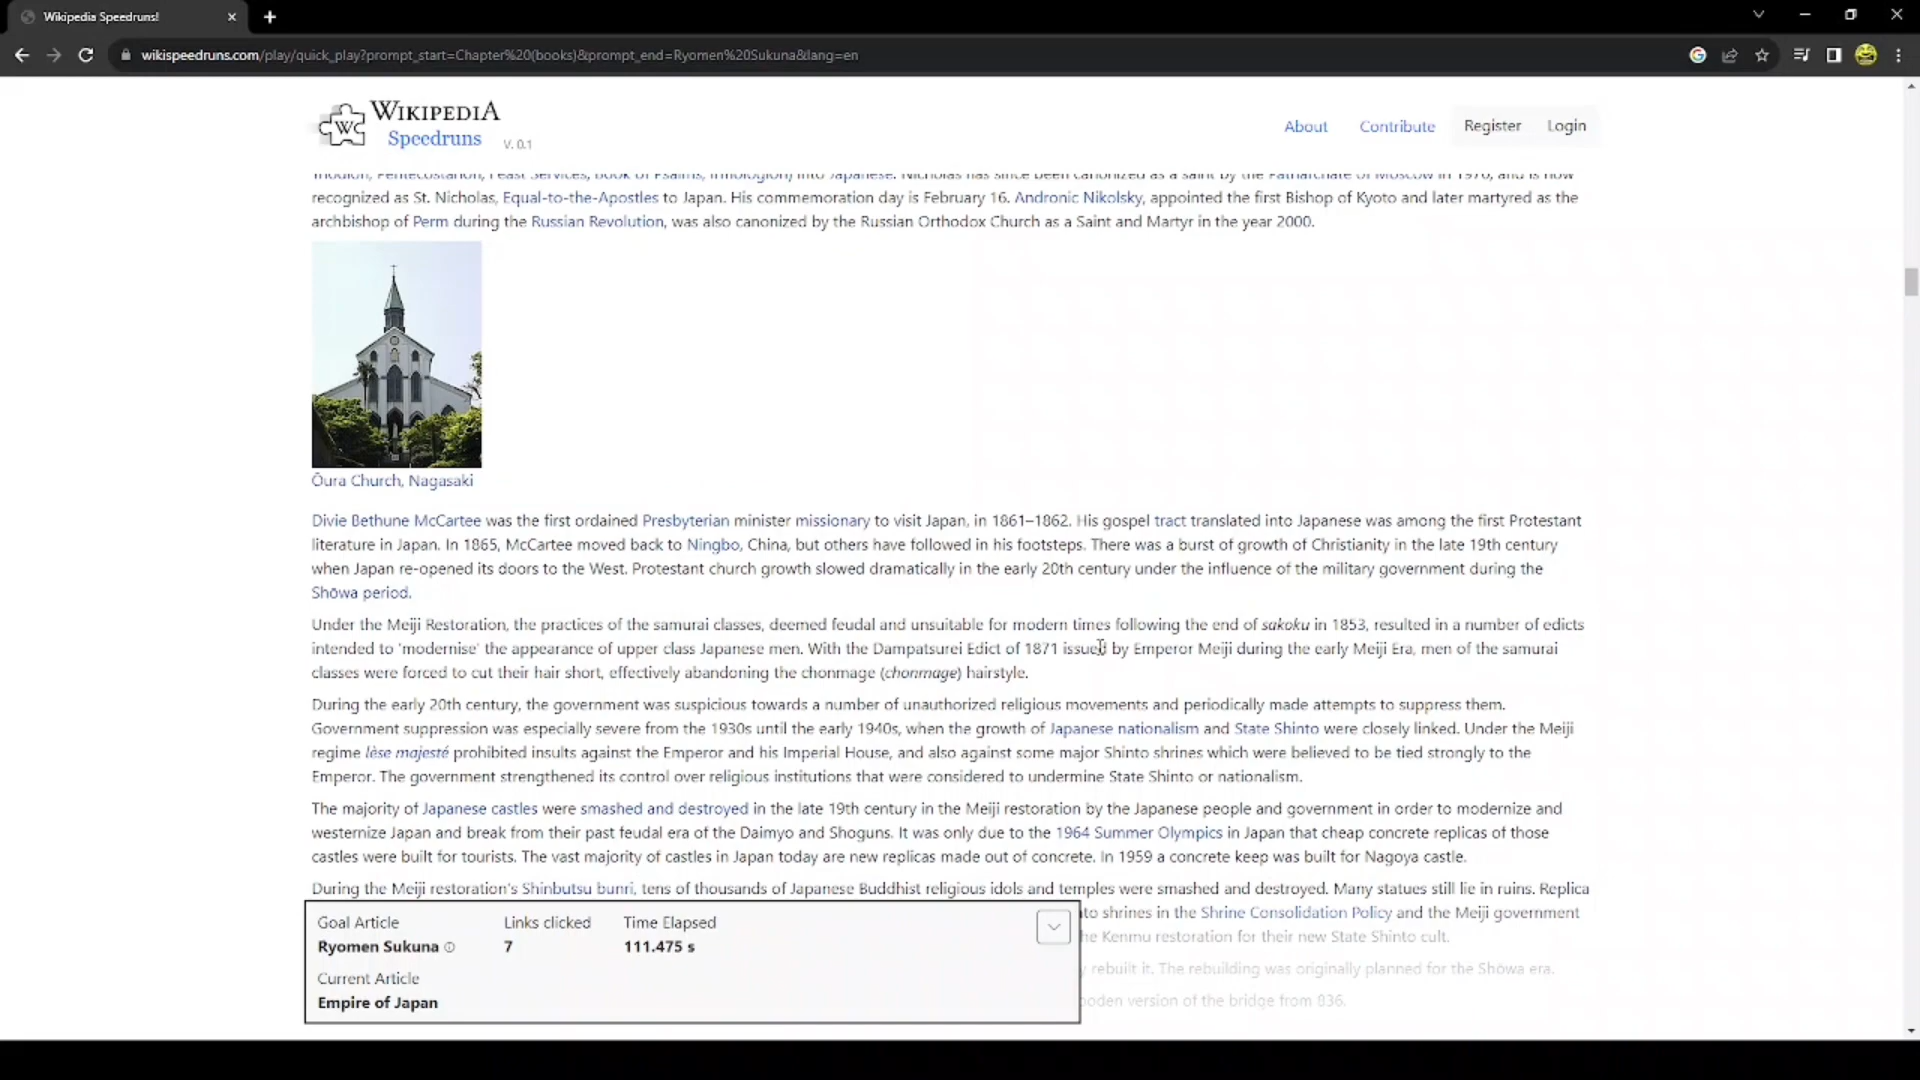 Wikipedia Speedruns!
wikispeedruns.com/play/quick_play?prompt_start=Chapter%20(books)&prompt_end=Ryomen%20Sukuna&lang=en
WIKIPEDIA
Speedruns
V. 0.1
About Contribute Register Login
Triodion, Pentecostarion, Feast Services, Book of Psalms, Irmologion) into Japanese. Nicholas has since been canonized as a saint by the Patriarchate of Moscow in 1970, and is now
recognized as St. Nicholas, Equal-to-the-Apostles to Japan. His commemoration day is February 16. Andronic Nikolsky, appointed the first Bishop of Kyoto and later martyred as the
archbishop of Perm during the Russian Revolution, was also canonized by the Russian Orthodox Church as a Saint and Martyr in the year 2000.
Ōura Church, Nagasaki
Divie Bethune McCartee was the first ordained Presbyterian minister missionary to visit Japan, in 1861–1862. His gospel tract translated into Japanese was among the first Protestant
literature in Japan. In 1865, McCartee moved back to Ningbo, China, but others have followed in his footsteps. There was a burst of growth of Christianity in the late 19th century
when Japan re-opened its doors to the West. Protestant church growth slowed dramatically in the early 20th century under the influence of the military government during the
Shōwa period.
Under the Meiji Restoration, the practices of the samurai classes, deemed feudal and unsuitable for modern times following the end of sakoku in 1853, resulted in a number of edicts
intended to 'modernise' the appearance of upper class Japanese men. With the Dampatsurei Edict of 1871 issued by Emperor Meiji during the early Meiji Era, men of the samurai
classes were forced to cut their hair short, effectively abandoning the chonmage (chonmage) hairstyle.
During the early 20th century, the government was suspicious towards a number of unauthorized religious movements and periodically made attempts to suppress them.
Government suppression was especially severe from the 1930s until the early 1940s, when the growth of Japanese nationalism and State Shinto were closely linked. Under the Meiji
regime lèse majesté prohibited insults against the Emperor and his Imperial House, and also against some major Shinto shrines which were believed to be tied strongly to the
Emperor. The government strengthened its control over religious institutions that were considered to undermine State Shinto or nationalism.
The majority of Japanese castles were smashed and destroyed in the late 19th century in the Meiji restoration by the Japanese people and government in order to modernize and
westernize Japan and break from their past feudal era of the Daimyo and Shoguns. It was only due to the 1964 Summer Olympics in Japan that cheap concrete replicas of those
castles were built for tourists. The vast majority of castles in Japan today are new replicas made out of concrete. In 1959 a concrete keep was built for Nagoya castle.
During the Meiji restoration's Shinbutsu bunri, tens of thousands of Japanese Buddhist religious idols and temples were smashed and destroyed. Many statues still lie in ruins. Replica
to shrines in the Shrine Consolidation Policy and the Meiji government
he Kenmu restoration for their new State Shinto cult.
y rebuilt it. The rebuilding was originally planned for the Shōwa era.
ooden version of the bridge from 836.
Goal Article Links clicked Time Elapsed
Ryomen Sukuna 7 111.475 s
Current Article
Empire of Japan